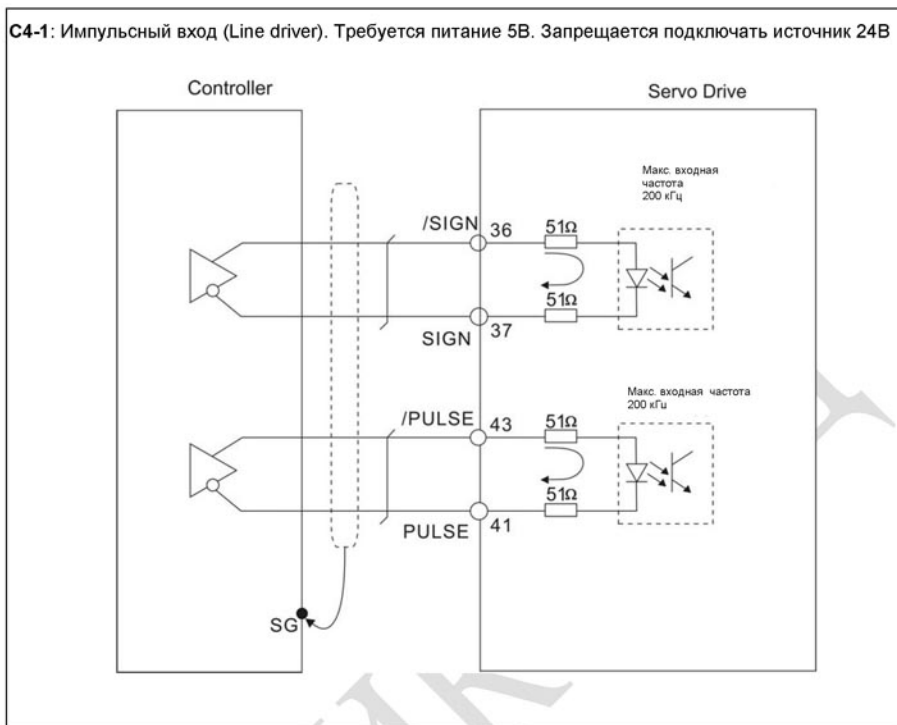 C4-1: Импульсный вход (Line driver). Требуется питание 5В. Запрещается подключать источник 24В
Controller
Servo Drive
Макс. входная
частота
200 кГц
/SIGN
36
51Ω
51Ω
37
SIGN
Макс. входная частота
200 кГц
/PULSE
43
51Ω
51Ω
41
PULSE
SG